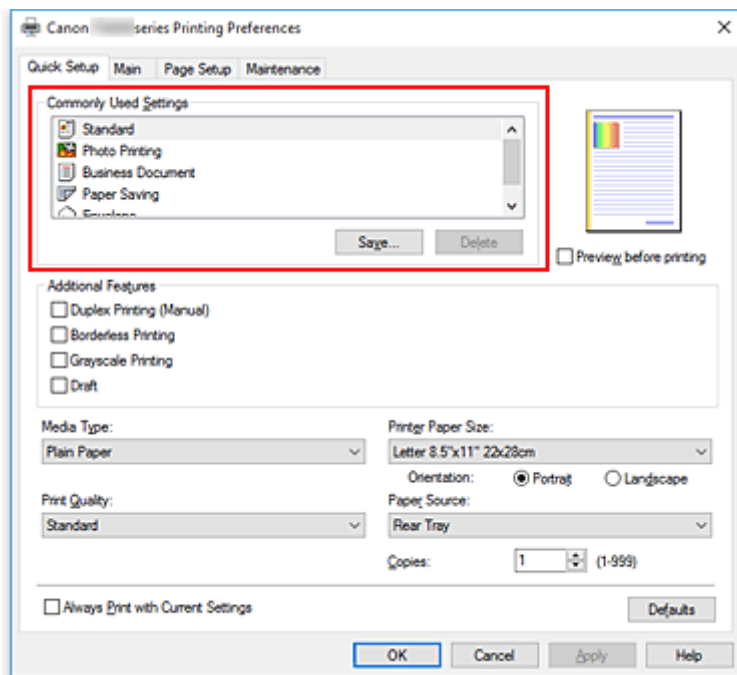 Canon series Printing Preferences
Quick Setup Main Page Setup Maintenance
Commonly Used Settings
Standard
Photo Printing
Business Document
Paper Saving
Envelope
Save... Delete
Preview before printing
Additional Features
Duplex Printing (Manual)
Borderless Printing
Grayscale Printing
Draft
Media Type: Printer Paper Size:
Plain Paper Letter 8.5"x11" 22x28cm
Orientation: Portrait Landscape
Print Quality: Paper Source:
Standard Rear Tray
Copies: 1 (1-999)
Always Print with Current Settings Defaults
OK Cancel Apply Help